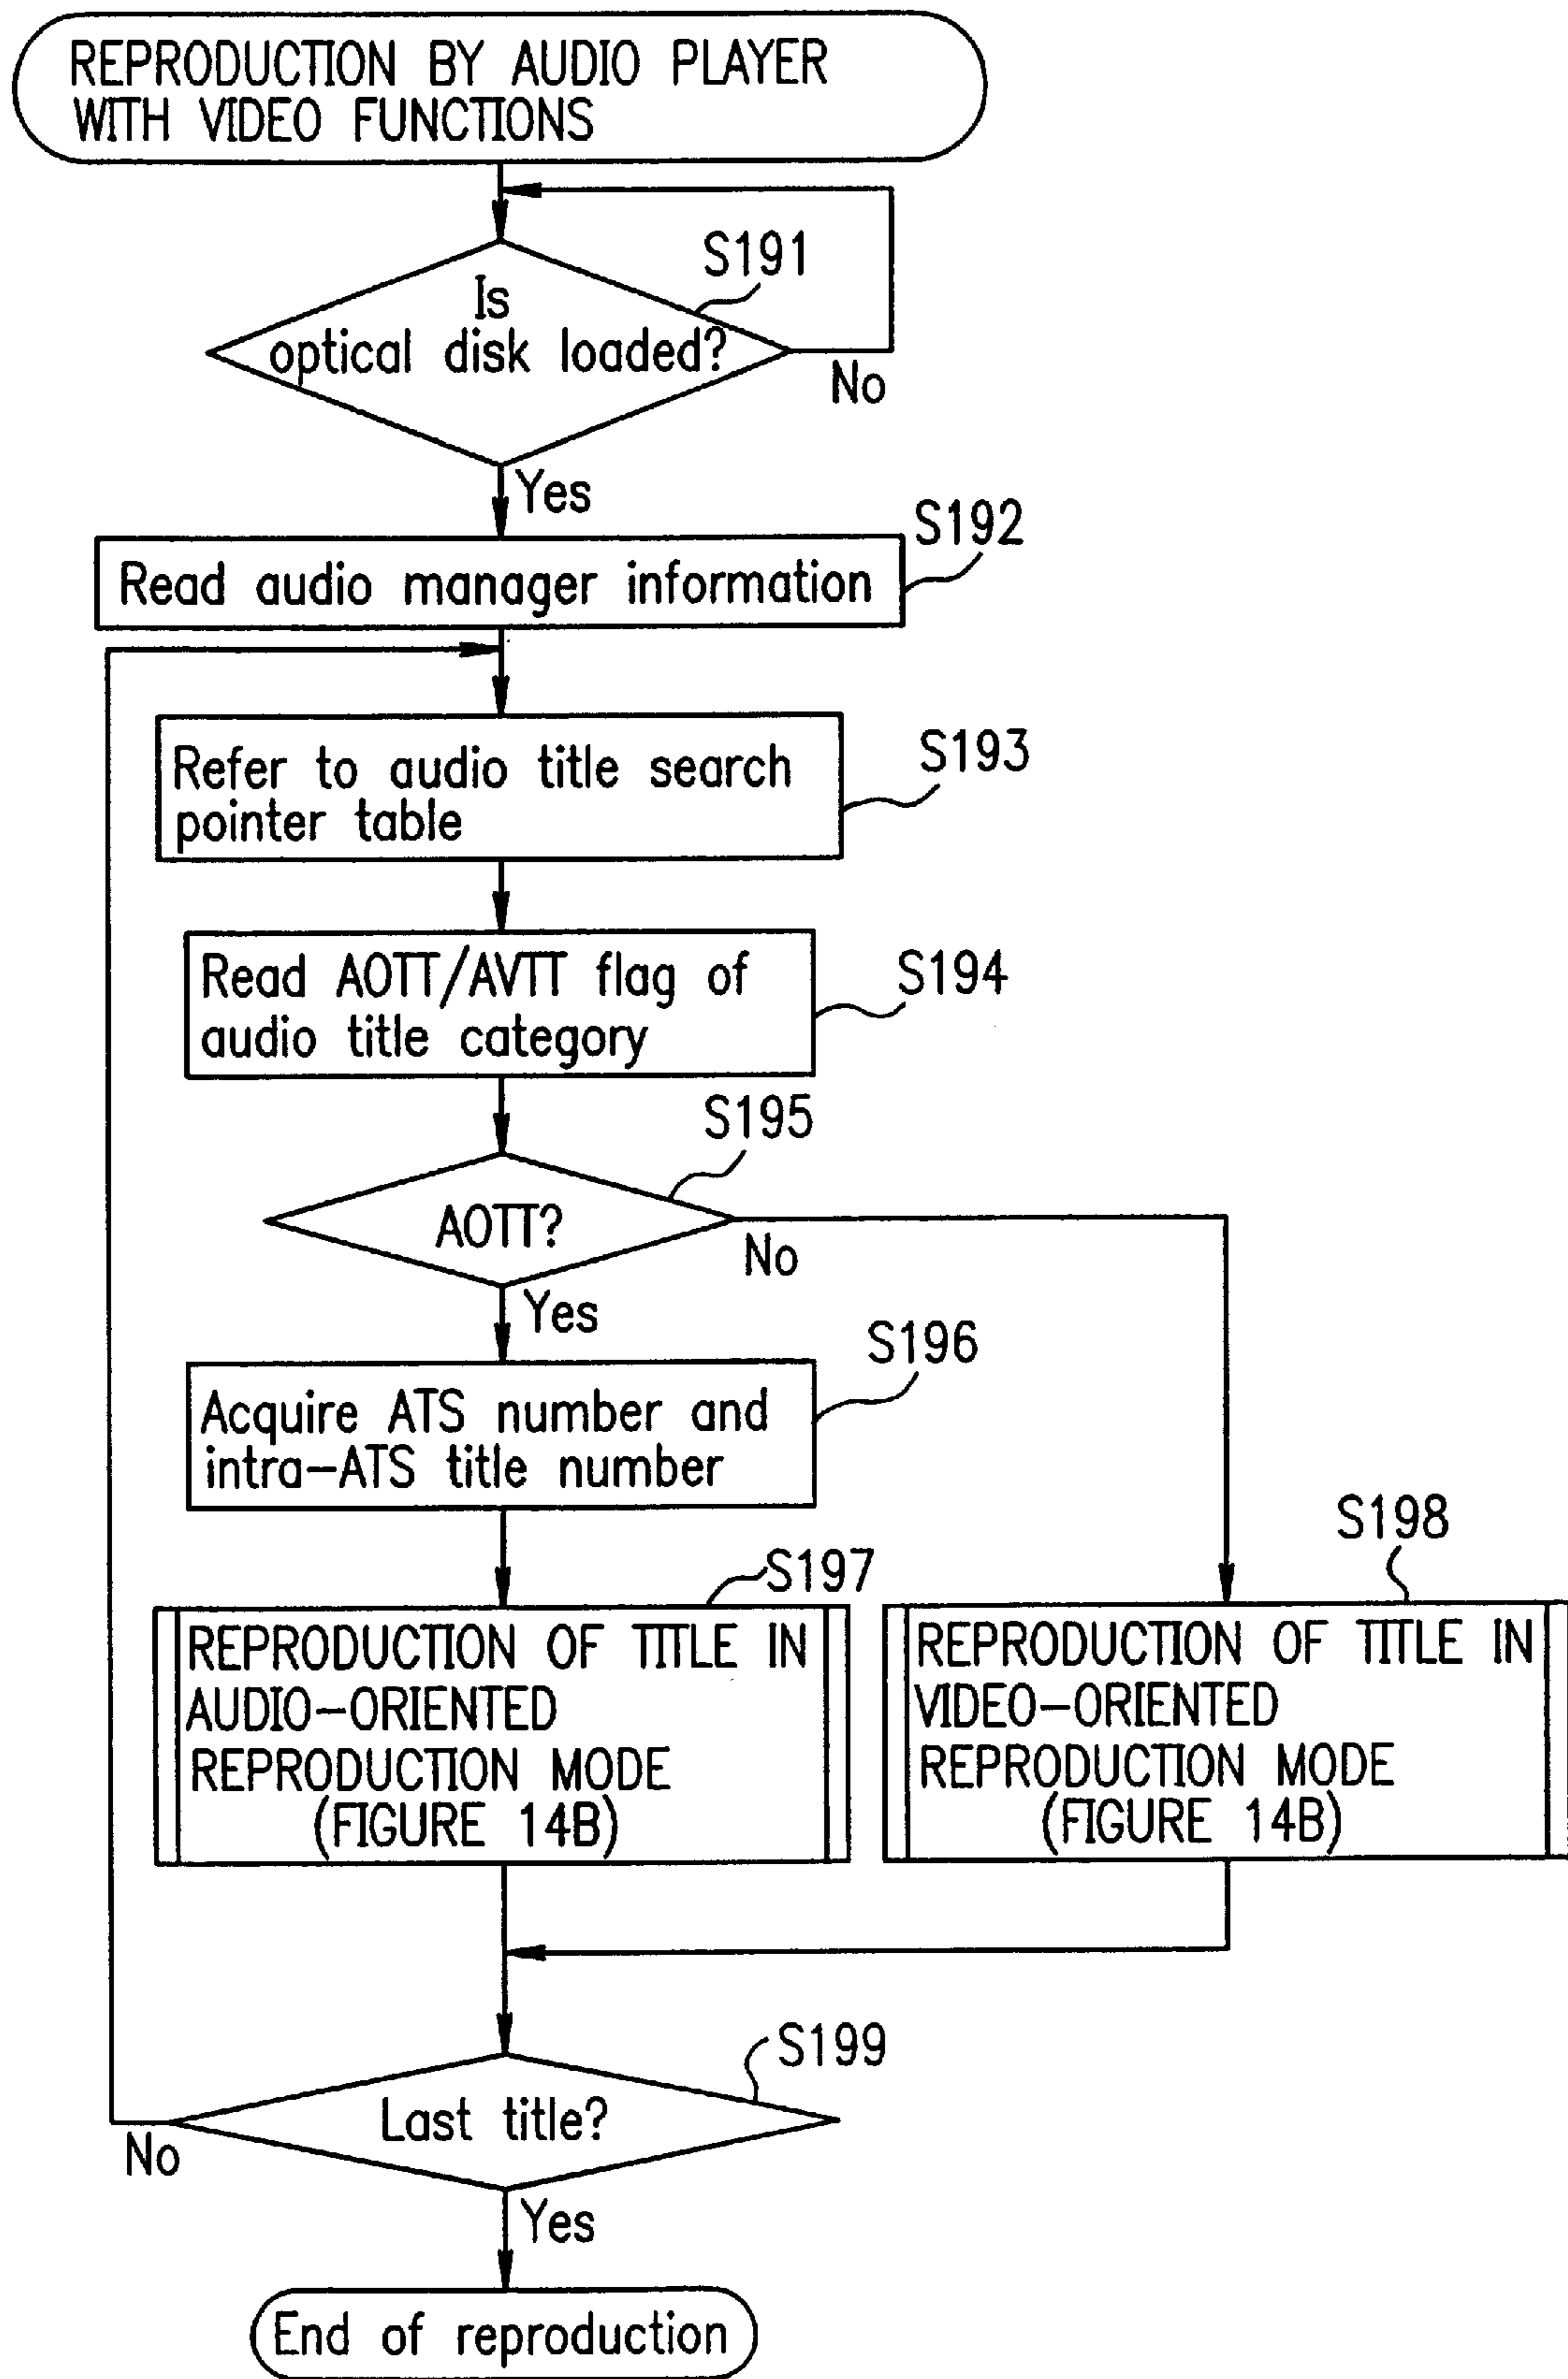 REPRODUCTION BY AUDIO PLAYER
WITH VIDEO FUNCTIONS
S191
Is
optical disk loaded?
No
Yes
S192
Read audio manager information
S193
Refer to audio title search
pointer table
S194
Read AOTT/AVTT flag of
audio title category
S195
AOTT?
No
Yes
S196
Acquire ATS number and
intra-ATS title number
S197
REPRODUCTION OF TITLE IN
AUDIO-ORIENTED
REPRODUCTION MODE
(FIGURE 14B)
S198
REPRODUCTION OF TITLE IN
VIDEO-ORIENTED
REPRODUCTION MODE
(FIGURE 14B)
S199
Last title?
No
Yes
End of reproduction